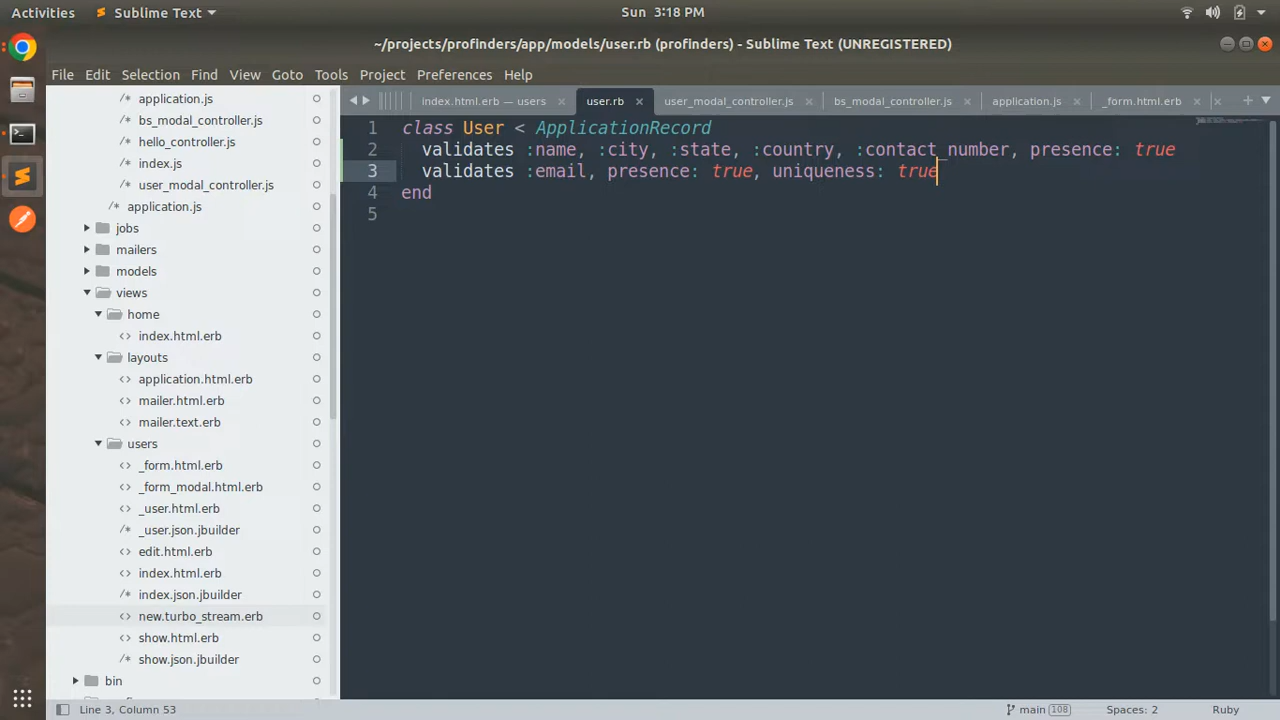 Activities Sublime Text Sun 3:18 PM
~/projects/profinders/app/models/user.rb (profinders) - Sublime Text (UNREGISTERED)
File Edit Selection Find View Goto Tools Project Preferences Help
application.js
bs_modal_controller.js
hello_controller.js
index.js
user_modal_controller.js
application.js
jobs
mailers
models
views
home
index.html.erb
layouts
application.html.erb
mailer.html.erb
mailer.text.erb
users
_form.html.erb
_form_modal.html.erb
_user.html.erb
_user.json.jbuilder
edit.html.erb
index.html.erb
index.json.jbuilder
new.turbo_stream.erb
show.html.erb
show.json.jbuilder
bin
index.html.erb — users user.rb user_modal_controller.js bs_modal_controller.js application.js _form.html.erb
1 class User < ApplicationRecord
2 validates :name, :city, :state, :country, :contact_number, presence: true
3 validates :email, presence: true, uniqueness: true
4 end
5
Line 3, Column 53 main 108 Spaces: 2 Ruby